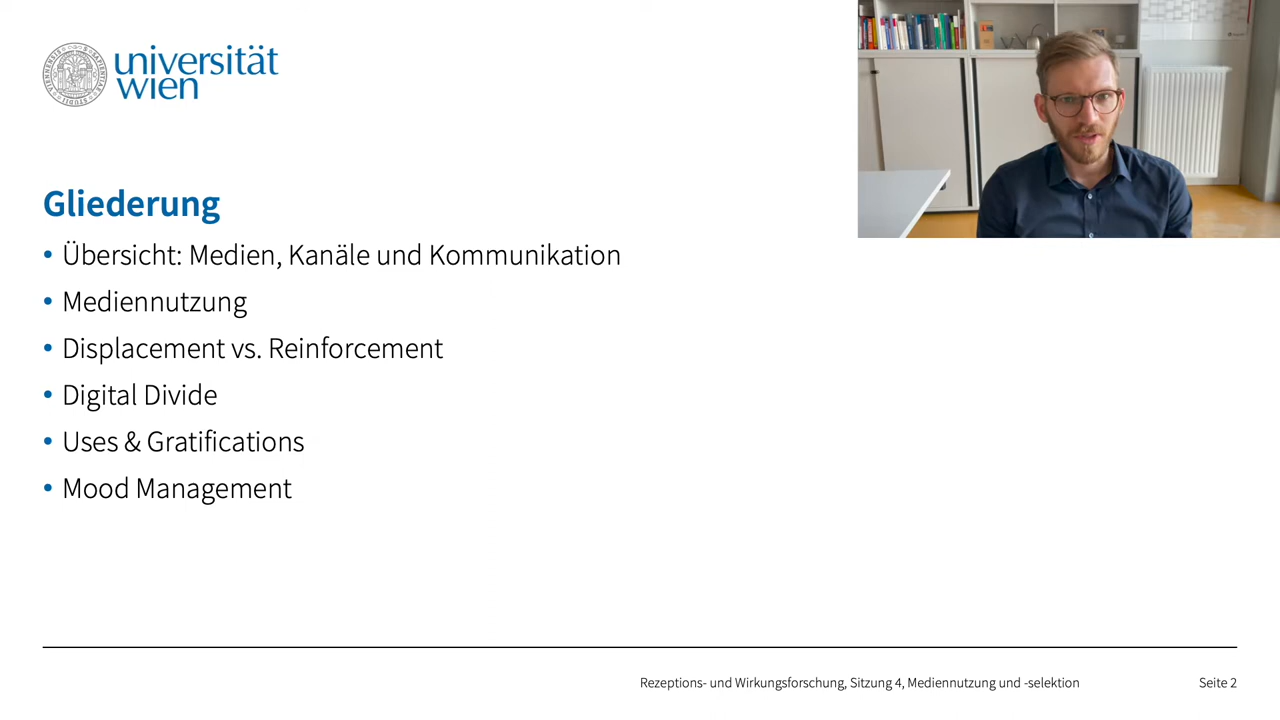 universität
wien
Gliederung
• Übersicht: Medien, Kanäle und Kommunikation
• Mediennutzung
• Displacement vs. Reinforcement
• Digital Divide
• Uses & Gratifications
• Mood Management
Rezeptions- und Wirkungsforschung, Sitzung 4, Mediennutzung und -selektion
Seite 2